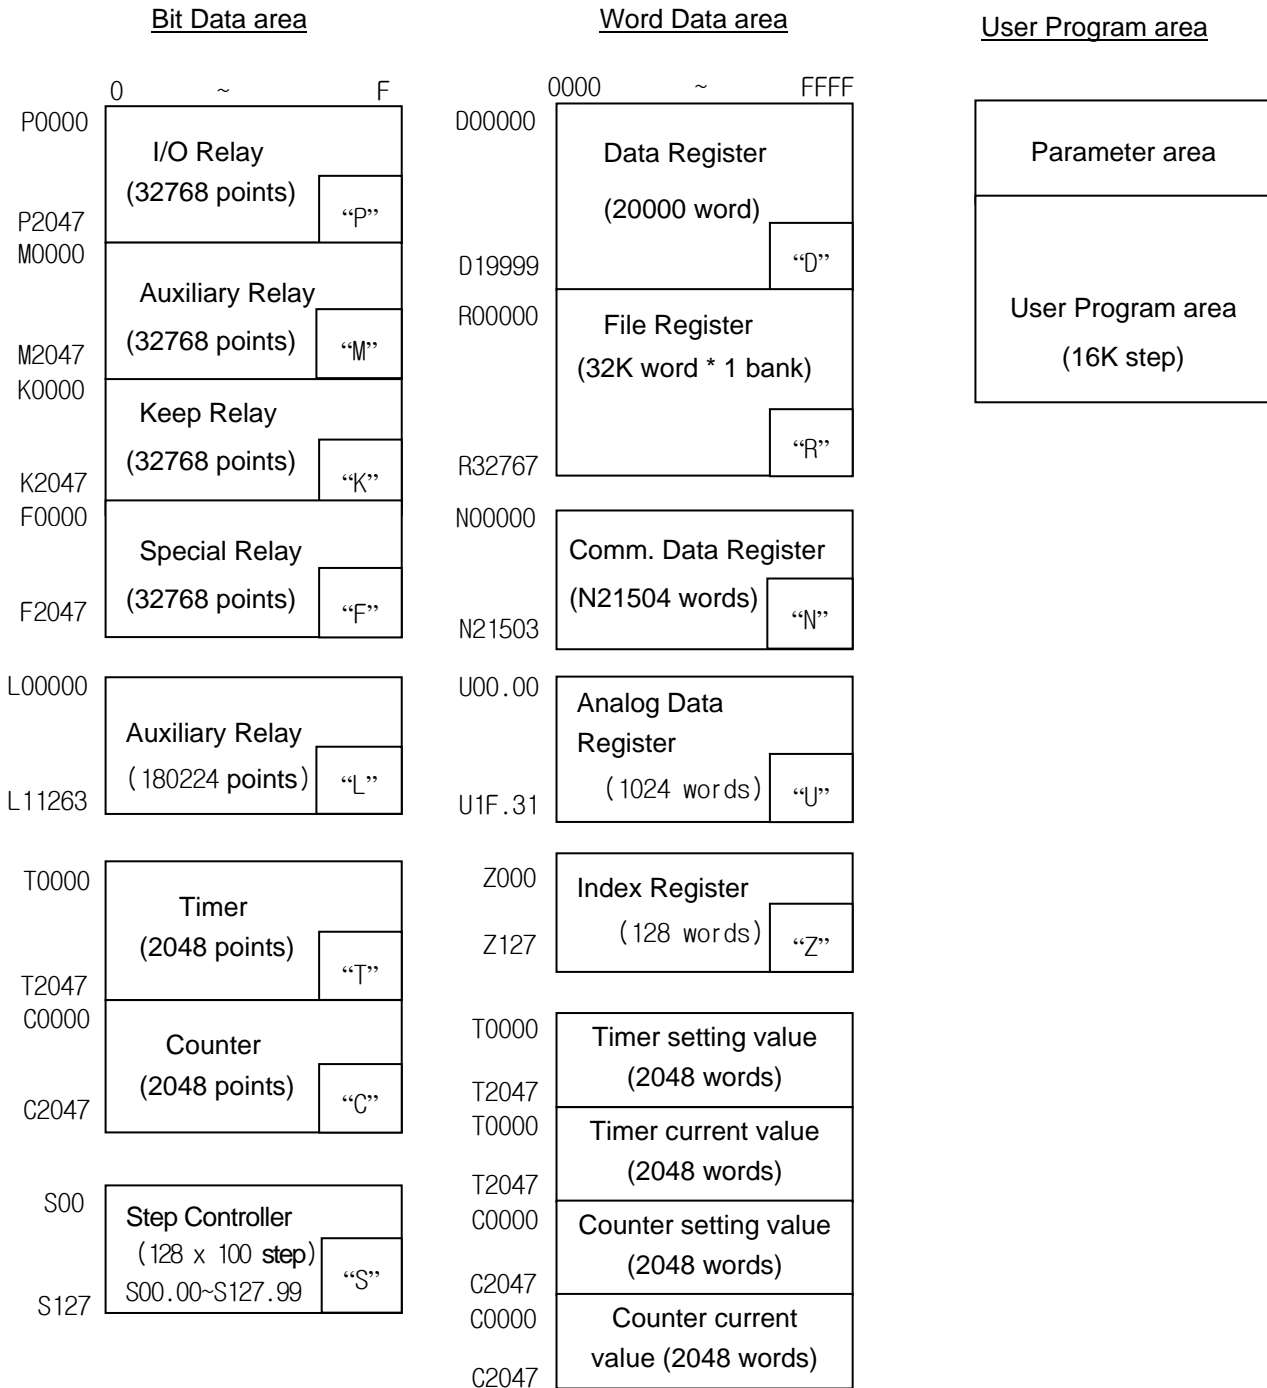 Bit Data area
0 ~ F
P0000
I/O Relay
(32768 points)
“P”
P2047
M0000
Auxiliary Relay
(32768 points)
“M”
M2047
K0000
Keep Relay
(32768 points)
“K”
K2047
F0000
Special Relay
(32768 points)
“F”
F2047
L00000
Auxiliary Relay
(180224 points)
“L”
L11263
T0000
Timer
(2048 points)
“T”
T2047
C0000
Counter
(2048 points)
“C”
C2047
S00
Step Controller
(128 x 100 step)
S00.00~S127.99
“S”
S127
Word Data area
0000 ~ FFFF
D00000
Data Register
(20000 word)
“D”
D19999
R00000
File Register
(32K word * 1 bank)
“R”
R32767
N00000
Comm. Data Register
(N21504 words)
“N”
N21503
U00.00
Analog Data
Register
(1024 words)
“U”
U1F.31
Z000
Index Register
(128 words)
“Z”
Z127
T0000
Timer setting value
(2048 words)
T2047
T0000
Timer current value
(2048 words)
T2047
C0000
Counter setting value
(2048 words)
C2047
C0000
Counter current
value (2048 words)
C2047
User Program area
Parameter area
User Program area
(16K step)